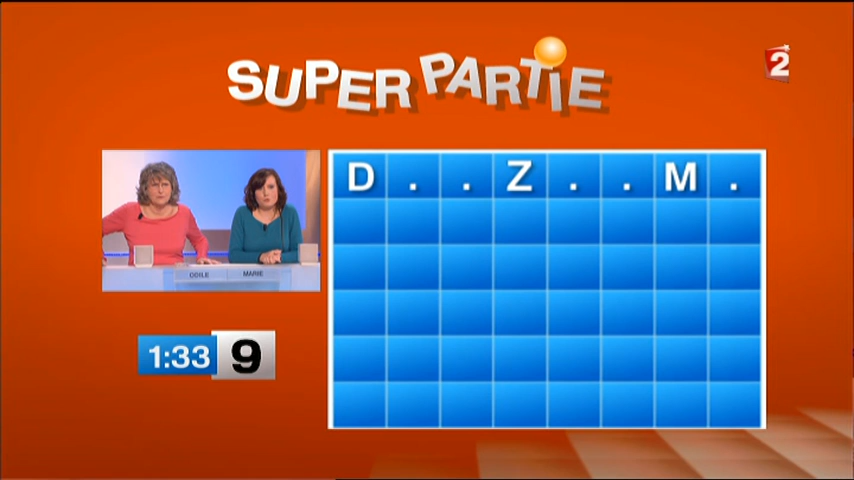 SUPER PARTIE
2
D . . Z . . M .
ODILE MARIE
1:33 9